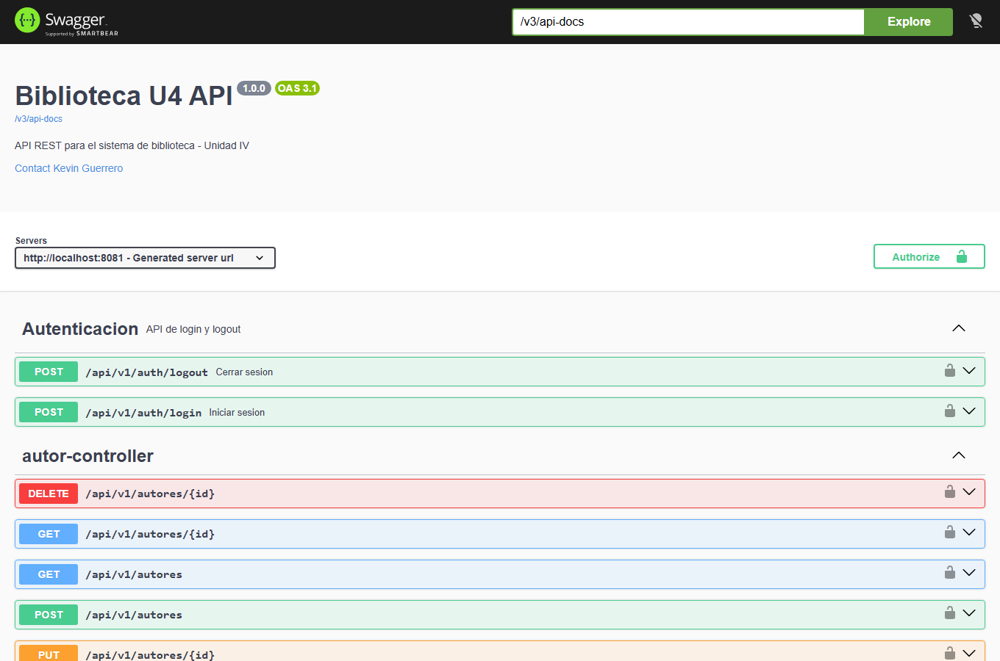 Swagger
Supported by SMARTBEAR
/v3/api-docs
Explore
Biblioteca U4 API 1.0.0 OAS 3.1
/v3/api-docs
API REST para el sistema de biblioteca - Unidad IV
Contact Kevin Guerrero
Servers
http://localhost:8081 - Generated server url
Authorize
Autenticacion API de login y logout
POST /api/v1/auth/logout Cerrar sesion
POST /api/v1/auth/login Iniciar sesion
autor-controller
DELETE /api/v1/autores/{id}
GET /api/v1/autores/{id}
GET /api/v1/autores
POST /api/v1/autores
PUT /api/v1/autores/{id}